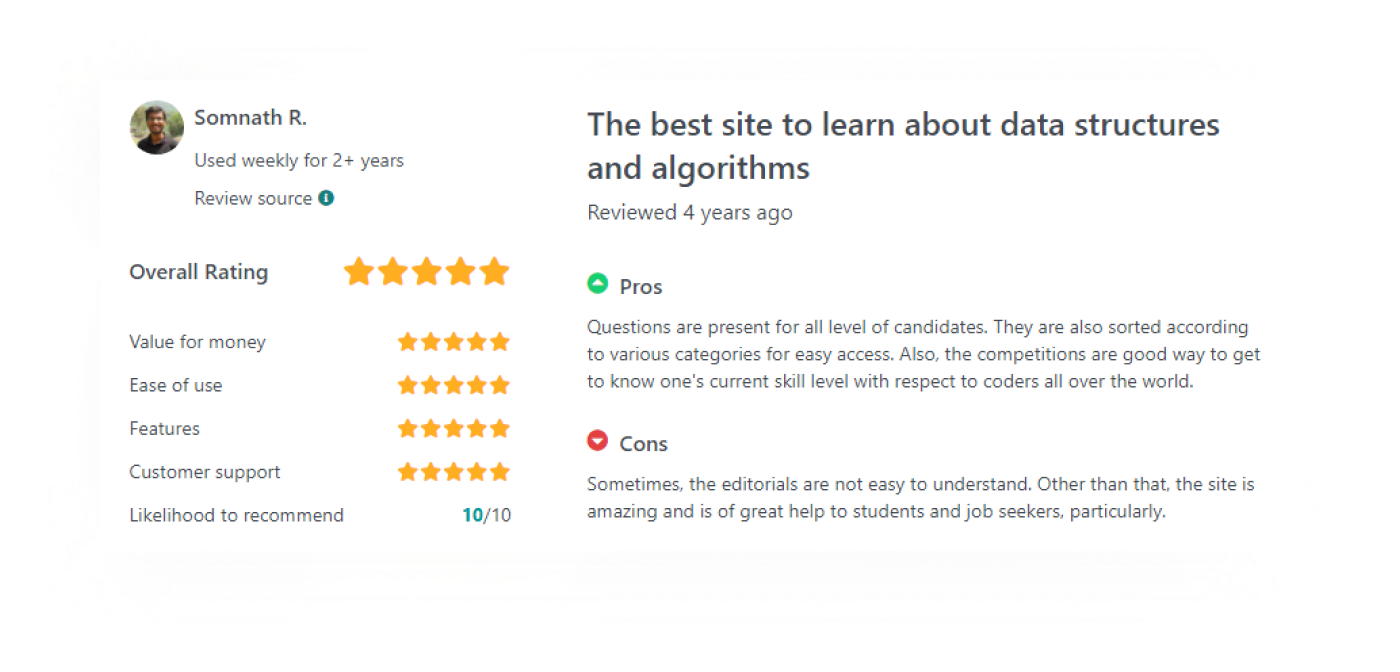 Somnath R.
Used weekly for 2+ years
Review source
Overall Rating
Value for money
Ease of use
Features
Customer support
Likelihood to recommend 10/10
The best site to learn about data structures
and algorithms
Reviewed 4 years ago
Pros
Questions are present for all level of candidates. They are also sorted according
to various categories for easy access. Also, the competitions are good way to get
to know one's current skill level with respect to coders all over the world.
Cons
Sometimes, the editorials are not easy to understand. Other than that, the site is
amazing and is of great help to students and job seekers, particularly.